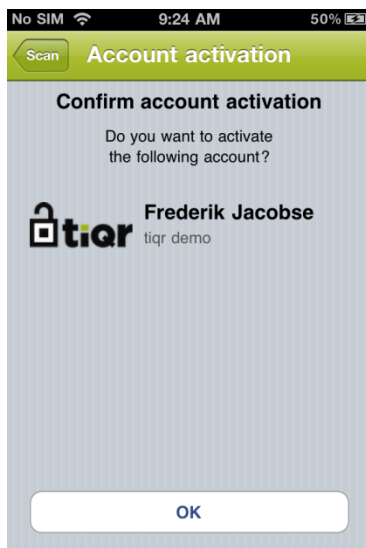 No SIM 9:24 AM 50%
Scan Account activation
Confirm account activation
Do you want to activate
the following account?
tiqr
Frederik Jacobse
tiqr demo
OK